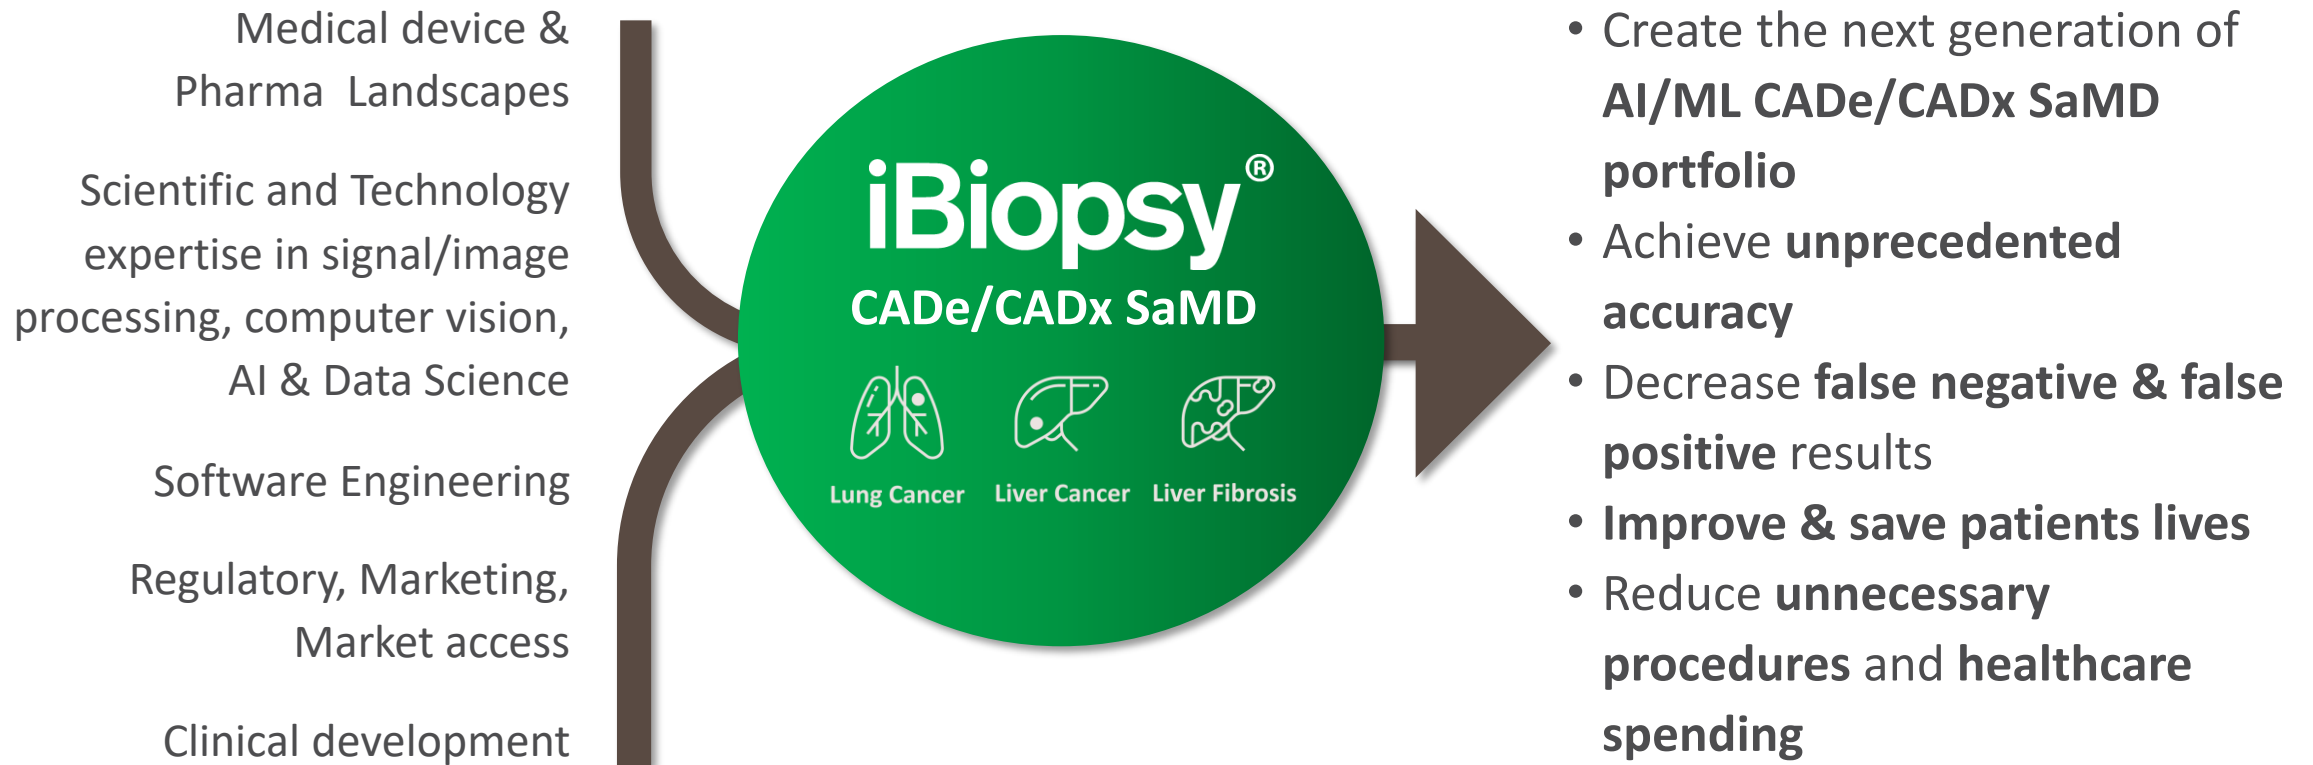 Medical device &
Pharma Landscapes
Scientific and Technology
expertise in signal/image
processing, computer vision,
AI & Data Science
Software Engineering
Regulatory, Marketing,
Market access
Clinical development
iBiopsy®
CADe/CADx SaMD
Lung Cancer
Liver Cancer
Liver Fibrosis
• Create the next generation of
AI/ML CADe/CADx SaMD
portfolio
• Achieve unprecedented
accuracy
• Decrease false negative & false
positive results
• Improve & save patients lives
• Reduce unnecessary
procedures and healthcare
spending